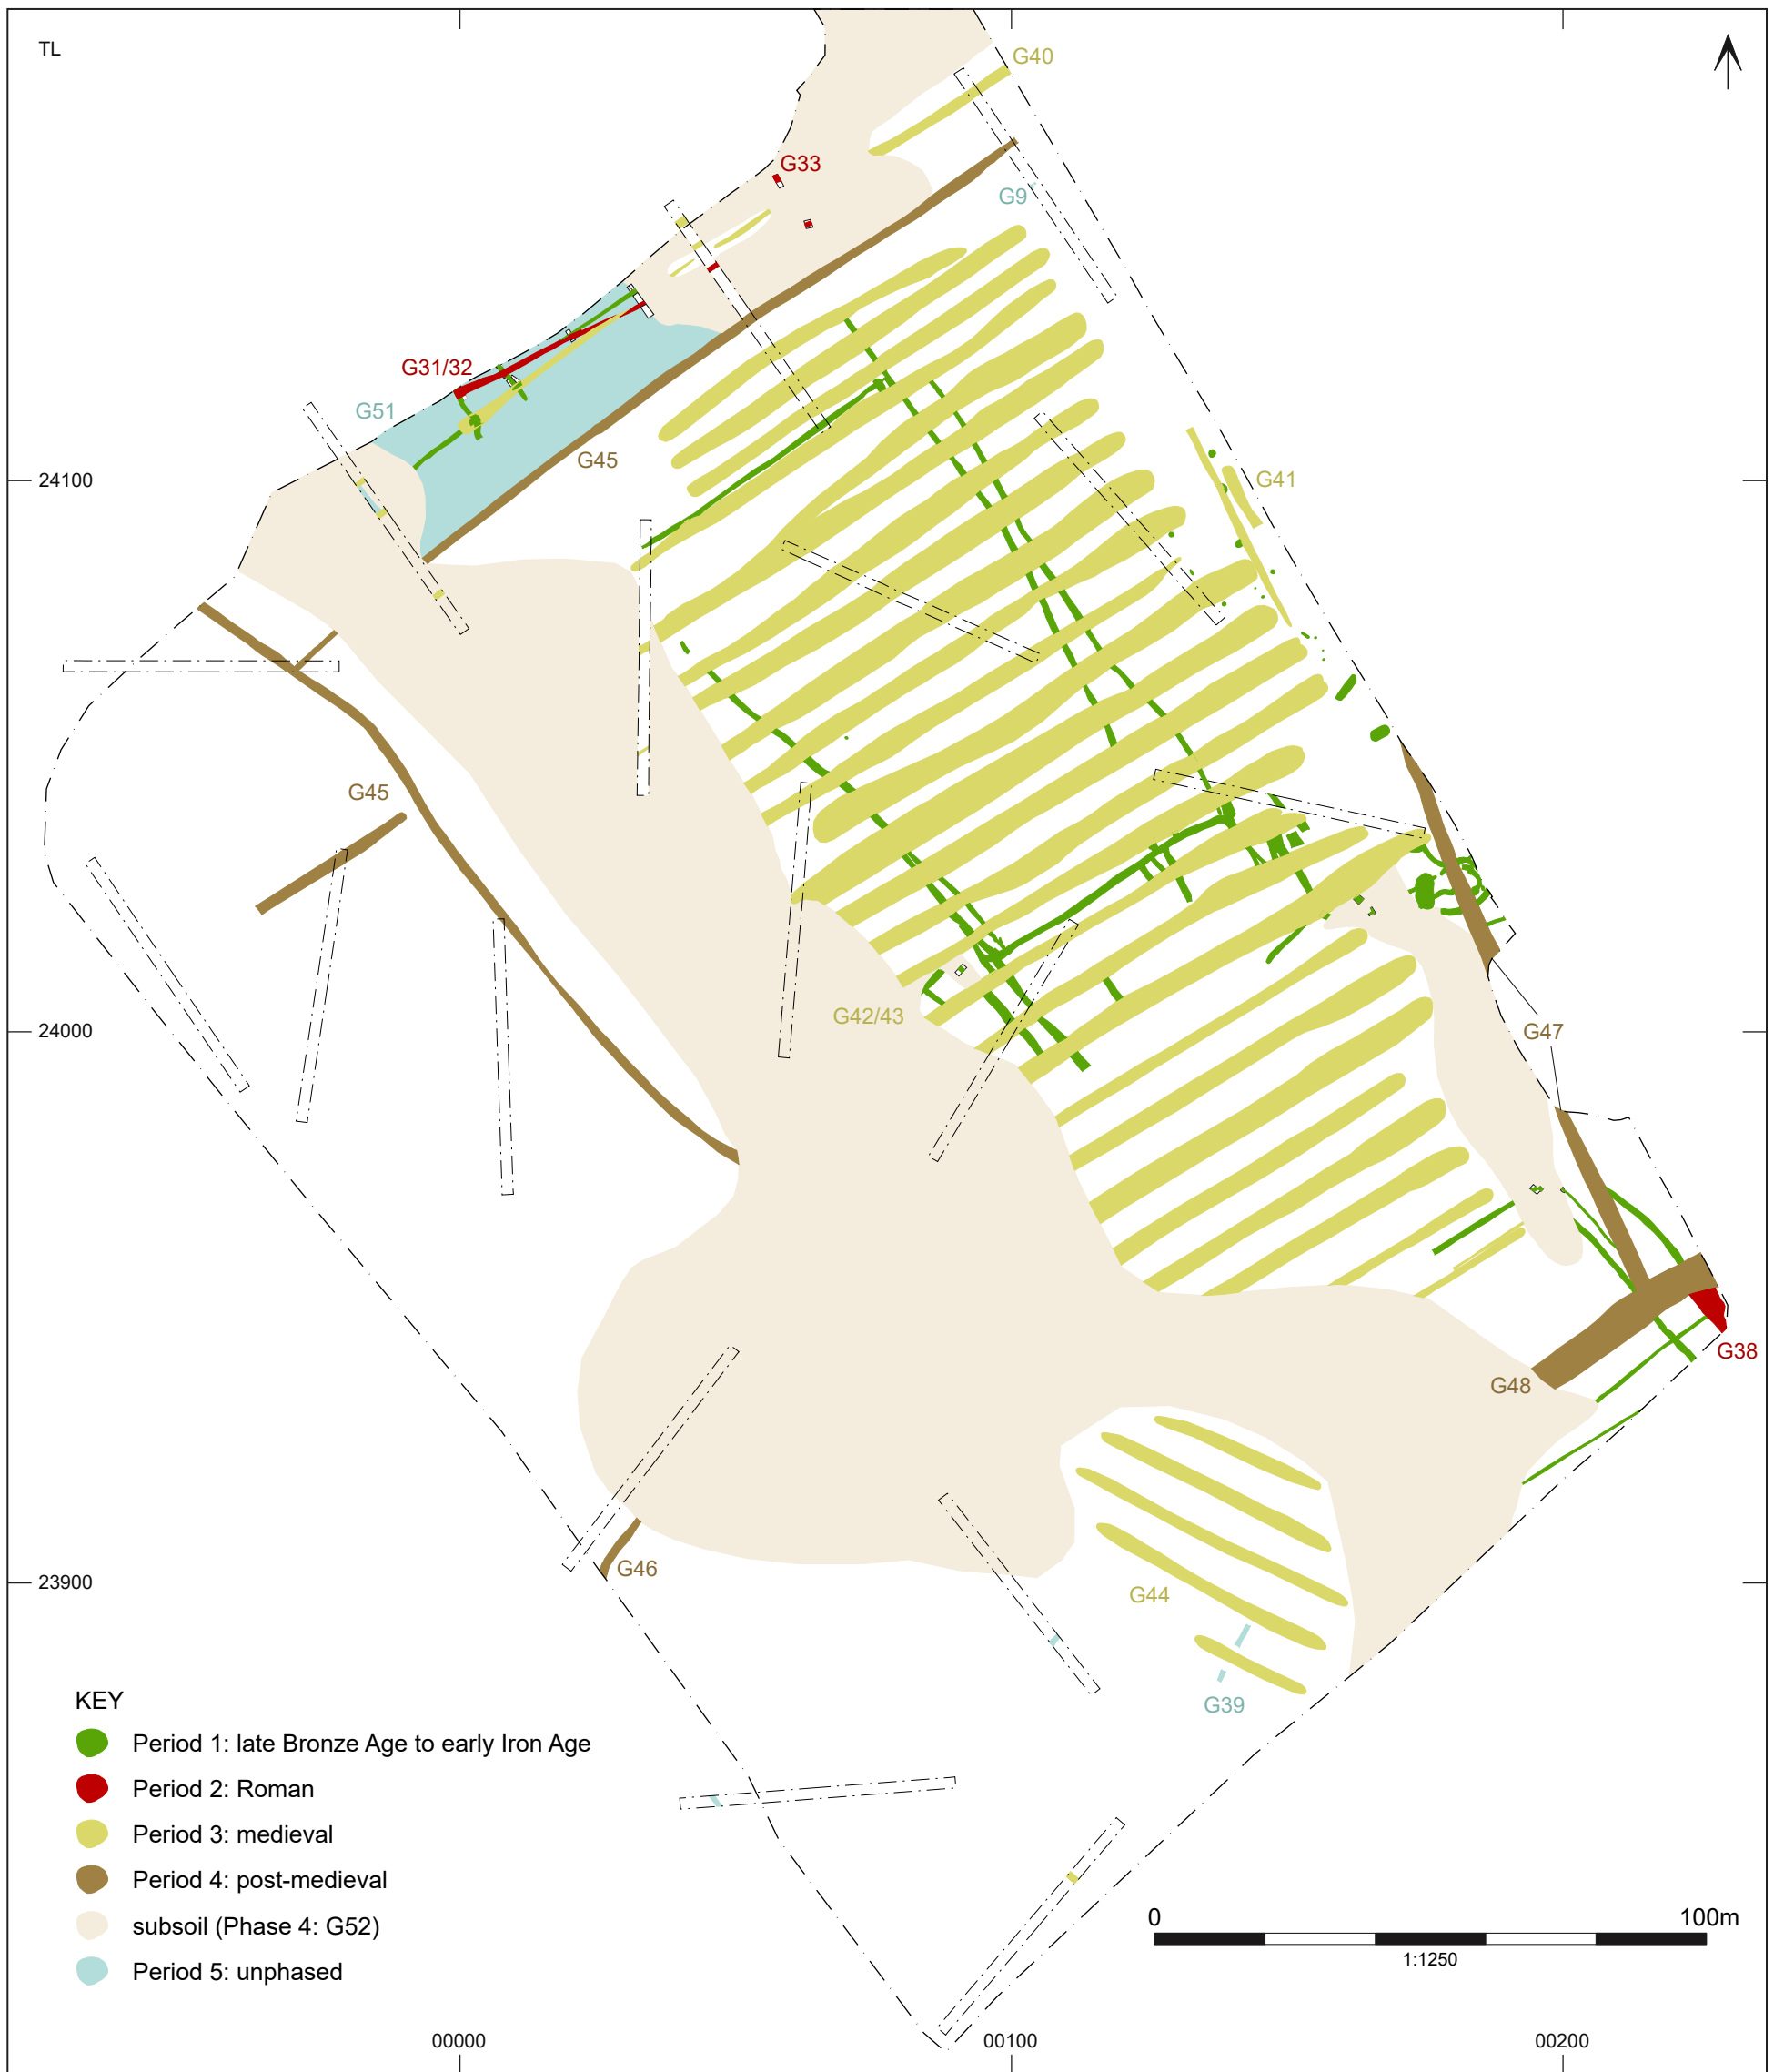 TL
G40
G33
G9
G31/32
G51
G45
G41
24100
G45
G42/43
24000
G47
G38
G48
G46
23900
G44
G39
KEY
Period 1: late Bronze Age to early Iron Age
Period 2: Roman
Period 3: medieval
Period 4: post-medieval
subsoil (Phase 4: G52)
Period 5: unphased
0 100m
1:1250
00000 00100 00200